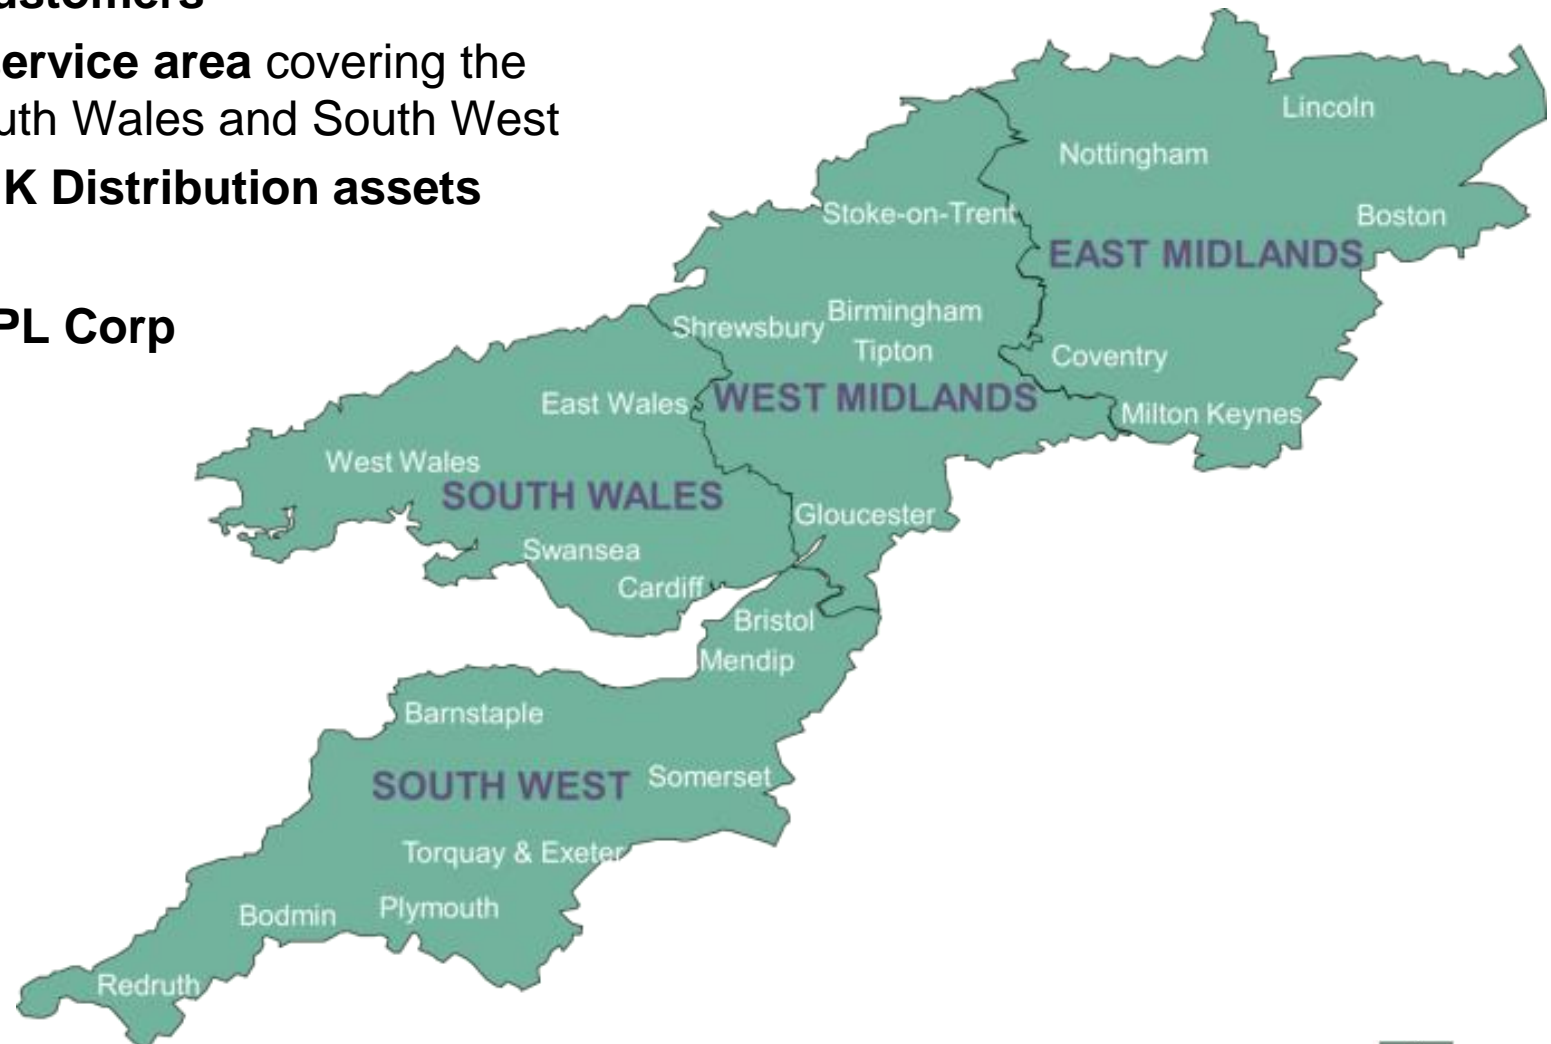 ustomers
ervice area covering the
uth Wales and South West
K Distribution assets
PL Corp
Lincoln
Nottingham
Stoke-on-Trent
Boston
EAST MIDLANDS
Birmingham
Shrewsbury
Tipton
Coventry
East Wales
WEST MIDLANDS
Milton Keynes
West Wales
SOUTH WALES
Gloucester
Swansea
Cardiff
Bristol
Mendip
Barnstaple
SOUTH WEST
Somerset
Torquay & Exeter
Bodmin
Plymouth
Redruth